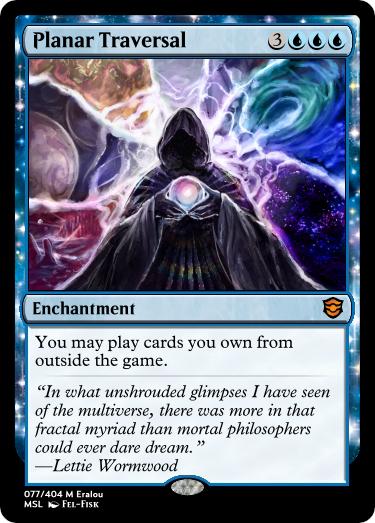 Planar Traversal 3
Enchantment
You may play cards you own from
outside the game.
“In what unshrouded glimpses I have seen
of the multiverse, there was more in that
fractal myriad than mortal philosophers
could ever dare dream.”
—Lettie Wormwood
077/404 M Eralou
MSL Fel-Fisk